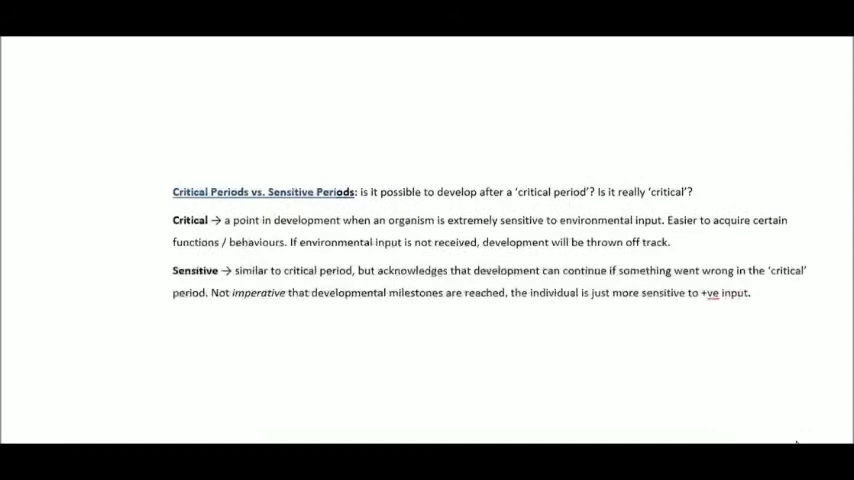 Critical Periods vs. Sensitive Periods: is it possible to develop after a ‘critical period’? Is it really ‘critical’?
Critical → a point in development when an organism is extremely sensitive to environmental input. Easier to acquire certain
functions / behaviours. If environmental input is not received, development will be thrown off track.
Sensitive → similar to critical period, but acknowledges that development can continue if something went wrong in the ‘critical’
period. Not imperative that developmental milestones are reached, the individual is just more sensitive to +ve input.